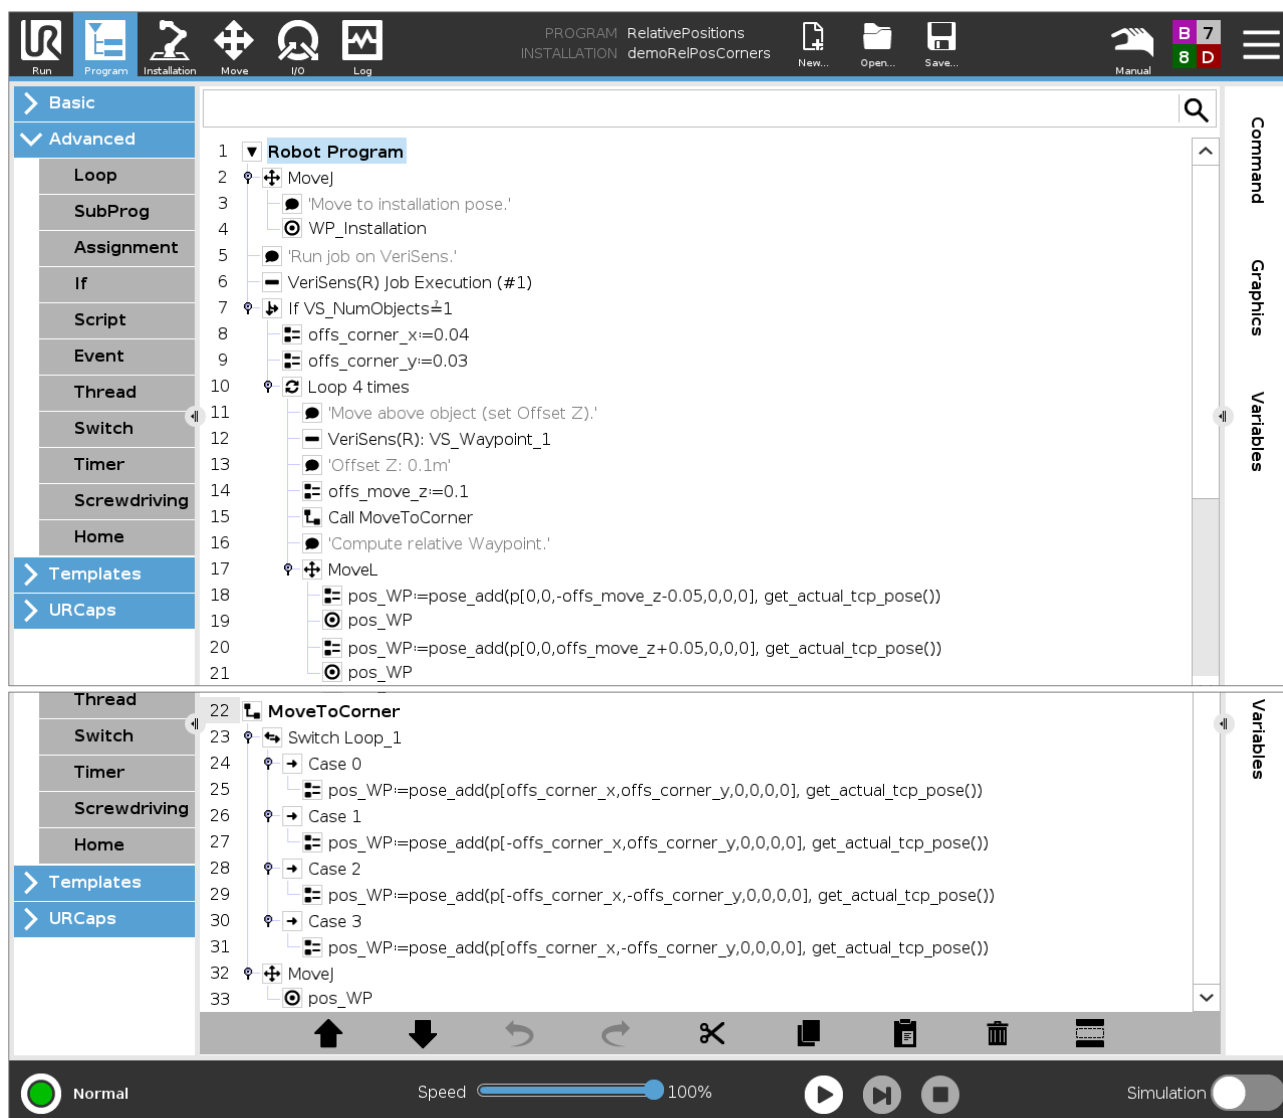 PROGRAM RelativePositions
INSTALLATION demoRelPosCorners
UR
Run
Program
Installation
Move
I/O
Log
New...
Open...
Save...
Manual
B 7
8 D
Basic
Advanced
Loop
SubProg
Assignment
If
Script
Event
Thread
Switch
Timer
Screwdriving
Home
Templates
URCaps
1 Robot Program
2 MoveJ
3 'Move to installation pose.'
4 WP_Installation
5 'Run job on VeriSens.'
6 VeriSens(R) Job Execution (#1)
7 If VS_NumObjects≟1
8 offs_corner_x≔0.04
9 offs_corner_y≔0.03
10 Loop 4 times
11 'Move above object (set Offset Z).'
12 VeriSens(R): VS_Waypoint_1
13 'Offset Z: 0.1m'
14 offs_move_z≔0.1
15 Call MoveToCorner
16 'Compute relative Waypoint.'
17 MoveL
18 pos_WP≔pose_add(p[0,0,-offs_move_z-0.05,0,0,0], get_actual_tcp_pose())
19 pos_WP
20 pos_WP≔pose_add(p[0,0,offs_move_z+0.05,0,0,0], get_actual_tcp_pose())
21 pos_WP
Command
Graphics
Variables
Thread
Switch
Timer
Screwdriving
Home
Templates
URCaps
22 MoveToCorner
23 Switch Loop_1
24 Case 0
25 pos_WP≔pose_add(p[offs_corner_x,offs_corner_y,0,0,0,0], get_actual_tcp_pose())
26 Case 1
27 pos_WP≔pose_add(p[-offs_corner_x,offs_corner_y,0,0,0,0], get_actual_tcp_pose())
28 Case 2
29 pos_WP≔pose_add(p[-offs_corner_x,-offs_corner_y,0,0,0,0], get_actual_tcp_pose())
30 Case 3
31 pos_WP≔pose_add(p[offs_corner_x,-offs_corner_y,0,0,0,0], get_actual_tcp_pose())
32 MoveJ
33 pos_WP
Variables
Normal
Speed 100%
Simulation